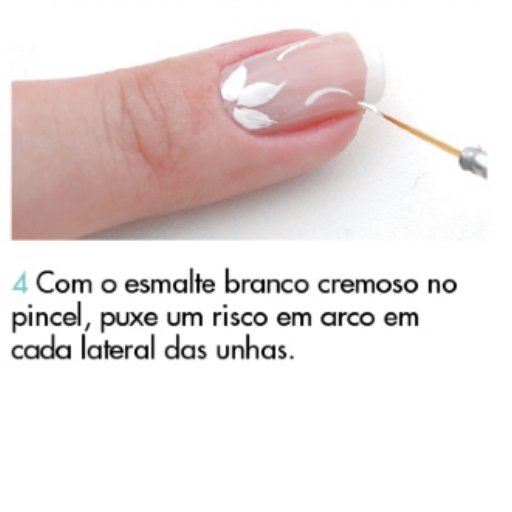 4 Com o esmalte branco cremoso no
pincel, puxe um risco em arco em
cada lateral das unhas.